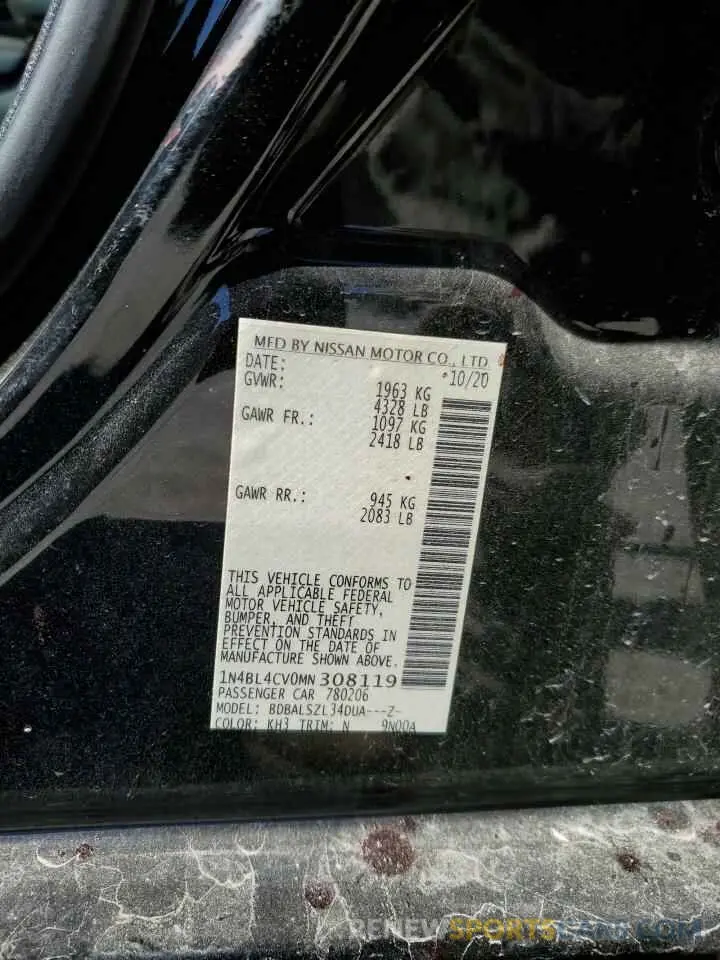 MFD BY NISSAN MOTOR CO., LTD
DATE: 10/20
GVWR: 1963 KG
4328 LB
GAWR FR.: 1097 KG
2418 LB
GAWR RR.: 945 KG
2083 LB
THIS VEHICLE CONFORMS TO
ALL APPLICABLE FEDERAL
MOTOR VEHICLE SAFETY,
BUMPER, AND THEFT
PREVENTION STANDARDS IN
EFFECT ON THE DATE OF
MANUFACTURE SHOWN ABOVE.
1N4BL4CV0MN308119
PASSENGER CAR 780206
MODEL: BDBALSZL34DUA---Z-
COLOR: KH3 TRIM: N 9N00A
RENEWSPORTSCARS.COM